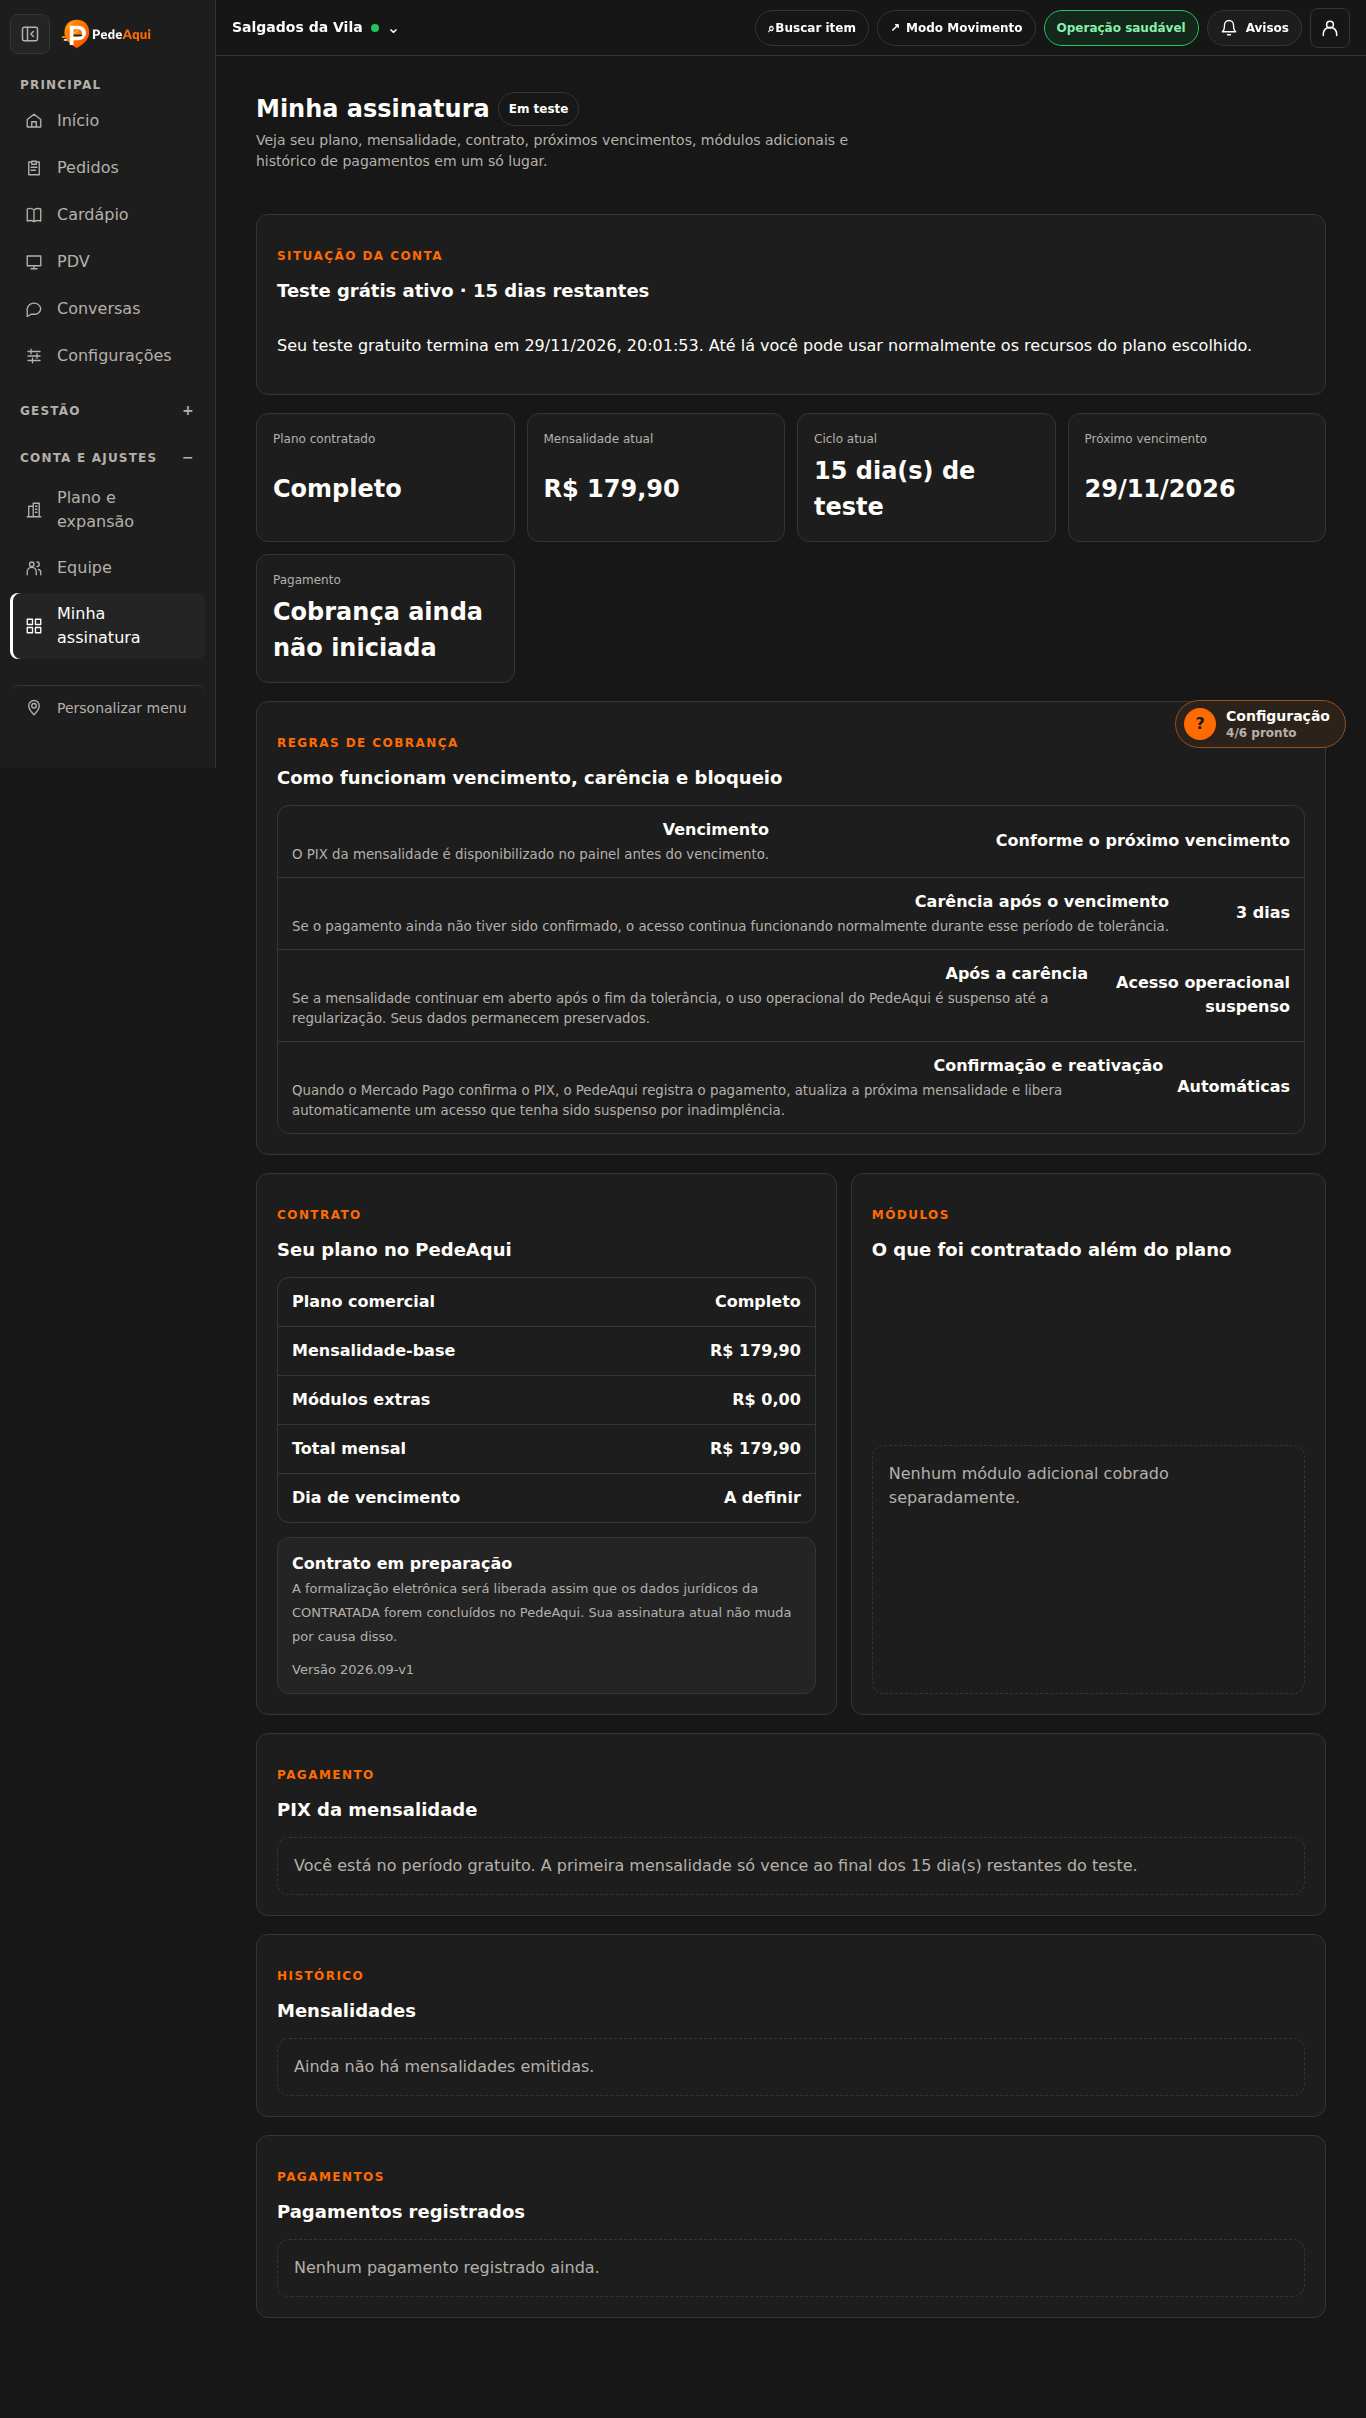 PedeAqui
PRINCIPAL
Início
Pedidos
Cardápio
PDV
Conversas
Configurações
GESTÃO +
CONTA E AJUSTES −
Plano e
expansão
Equipe
Minha
assinatura
Personalizar menu
Salgados da Vila
Buscar item
↗ Modo Movimento
Operação saudável
Avisos
Minha assinatura
Em teste
Veja seu plano, mensalidade, contrato, próximos vencimentos, módulos adicionais e
histórico de pagamentos em um só lugar.
SITUAÇÃO DA CONTA
Teste grátis ativo · 15 dias restantes
Seu teste gratuito termina em 29/11/2026, 20:01:53. Até lá você pode usar normalmente os recursos do plano escolhido.
Plano contratado
Completo
Mensalidade atual
R$ 179,90
Ciclo atual
15 dia(s) de
teste
Próximo vencimento
29/11/2026
Pagamento
Cobrança ainda
não iniciada
? Configuração
4/6 pronto
REGRAS DE COBRANÇA
Como funcionam vencimento, carência e bloqueio
Vencimento
O PIX da mensalidade é disponibilizado no painel antes do vencimento.
Conforme o próximo vencimento
Carência após o vencimento
Se o pagamento ainda não tiver sido confirmado, o acesso continua funcionando normalmente durante esse período de tolerância.
3 dias
Após a carência
Se a mensalidade continuar em aberto após o fim da tolerância, o uso operacional do PedeAqui é suspenso até a
regularização. Seus dados permanecem preservados.
Acesso operacional
suspenso
Confirmação e reativação
Quando o Mercado Pago confirma o PIX, o PedeAqui registra o pagamento, atualiza a próxima mensalidade e libera
automaticamente um acesso que tenha sido suspenso por inadimplência.
Automáticas
CONTRATO
Seu plano no PedeAqui
Plano comercial Completo
Mensalidade-base R$ 179,90
Módulos extras R$ 0,00
Total mensal R$ 179,90
Dia de vencimento A definir
Contrato em preparação
A formalização eletrônica será liberada assim que os dados jurídicos da
CONTRATADA forem concluídos no PedeAqui. Sua assinatura atual não muda
por causa disso.
Versão 2026.09-v1
MÓDULOS
O que foi contratado além do plano
Nenhum módulo adicional cobrado
separadamente.
PAGAMENTO
PIX da mensalidade
Você está no período gratuito. A primeira mensalidade só vence ao final dos 15 dia(s) restantes do teste.
HISTÓRICO
Mensalidades
Ainda não há mensalidades emitidas.
PAGAMENTOS
Pagamentos registrados
Nenhum pagamento registrado ainda.